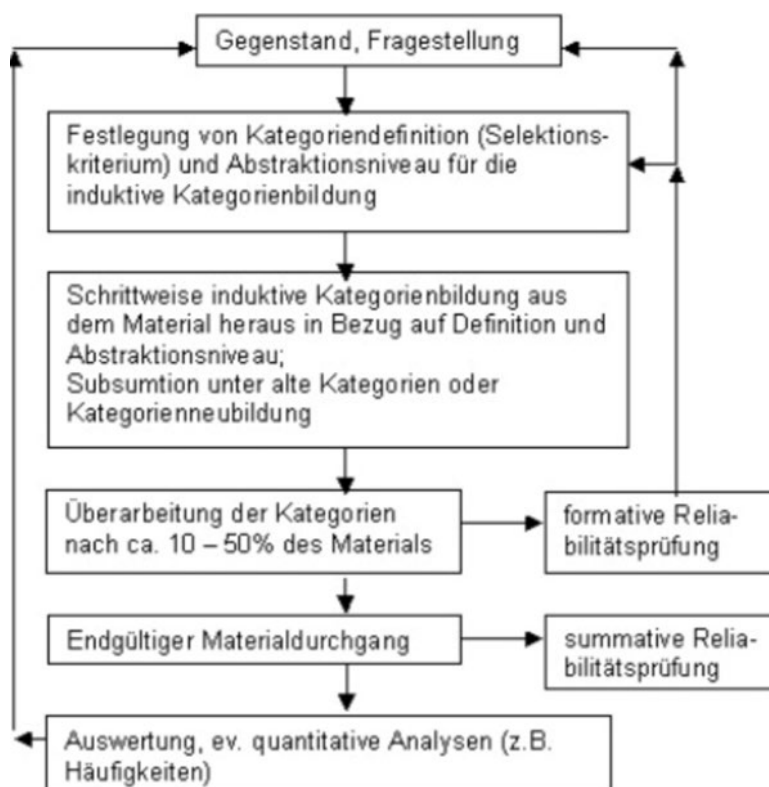 Gegenstand, Fragestellung
Festlegung von Kategoriendefinition (Selektions-
kriterium) und Abstraktionsniveau für die
induktive Kategorienbildung
Schrittweise induktive Kategorienbildung aus
dem Material heraus in Bezug auf Definition und
Abstraktionsniveau;
Subsumtion unter alte Kategorien oder
Kategorienneubildung
Überarbeitung der Kategorien
nach ca. 10 – 50% des Materials
formative Relia-
bilitätsprüfung
Endgültiger Materialdurchgang
summative Relia-
bilitätsprüfung
Auswertung, ev. quantitative Analysen (z.B.
Häufigkeiten)